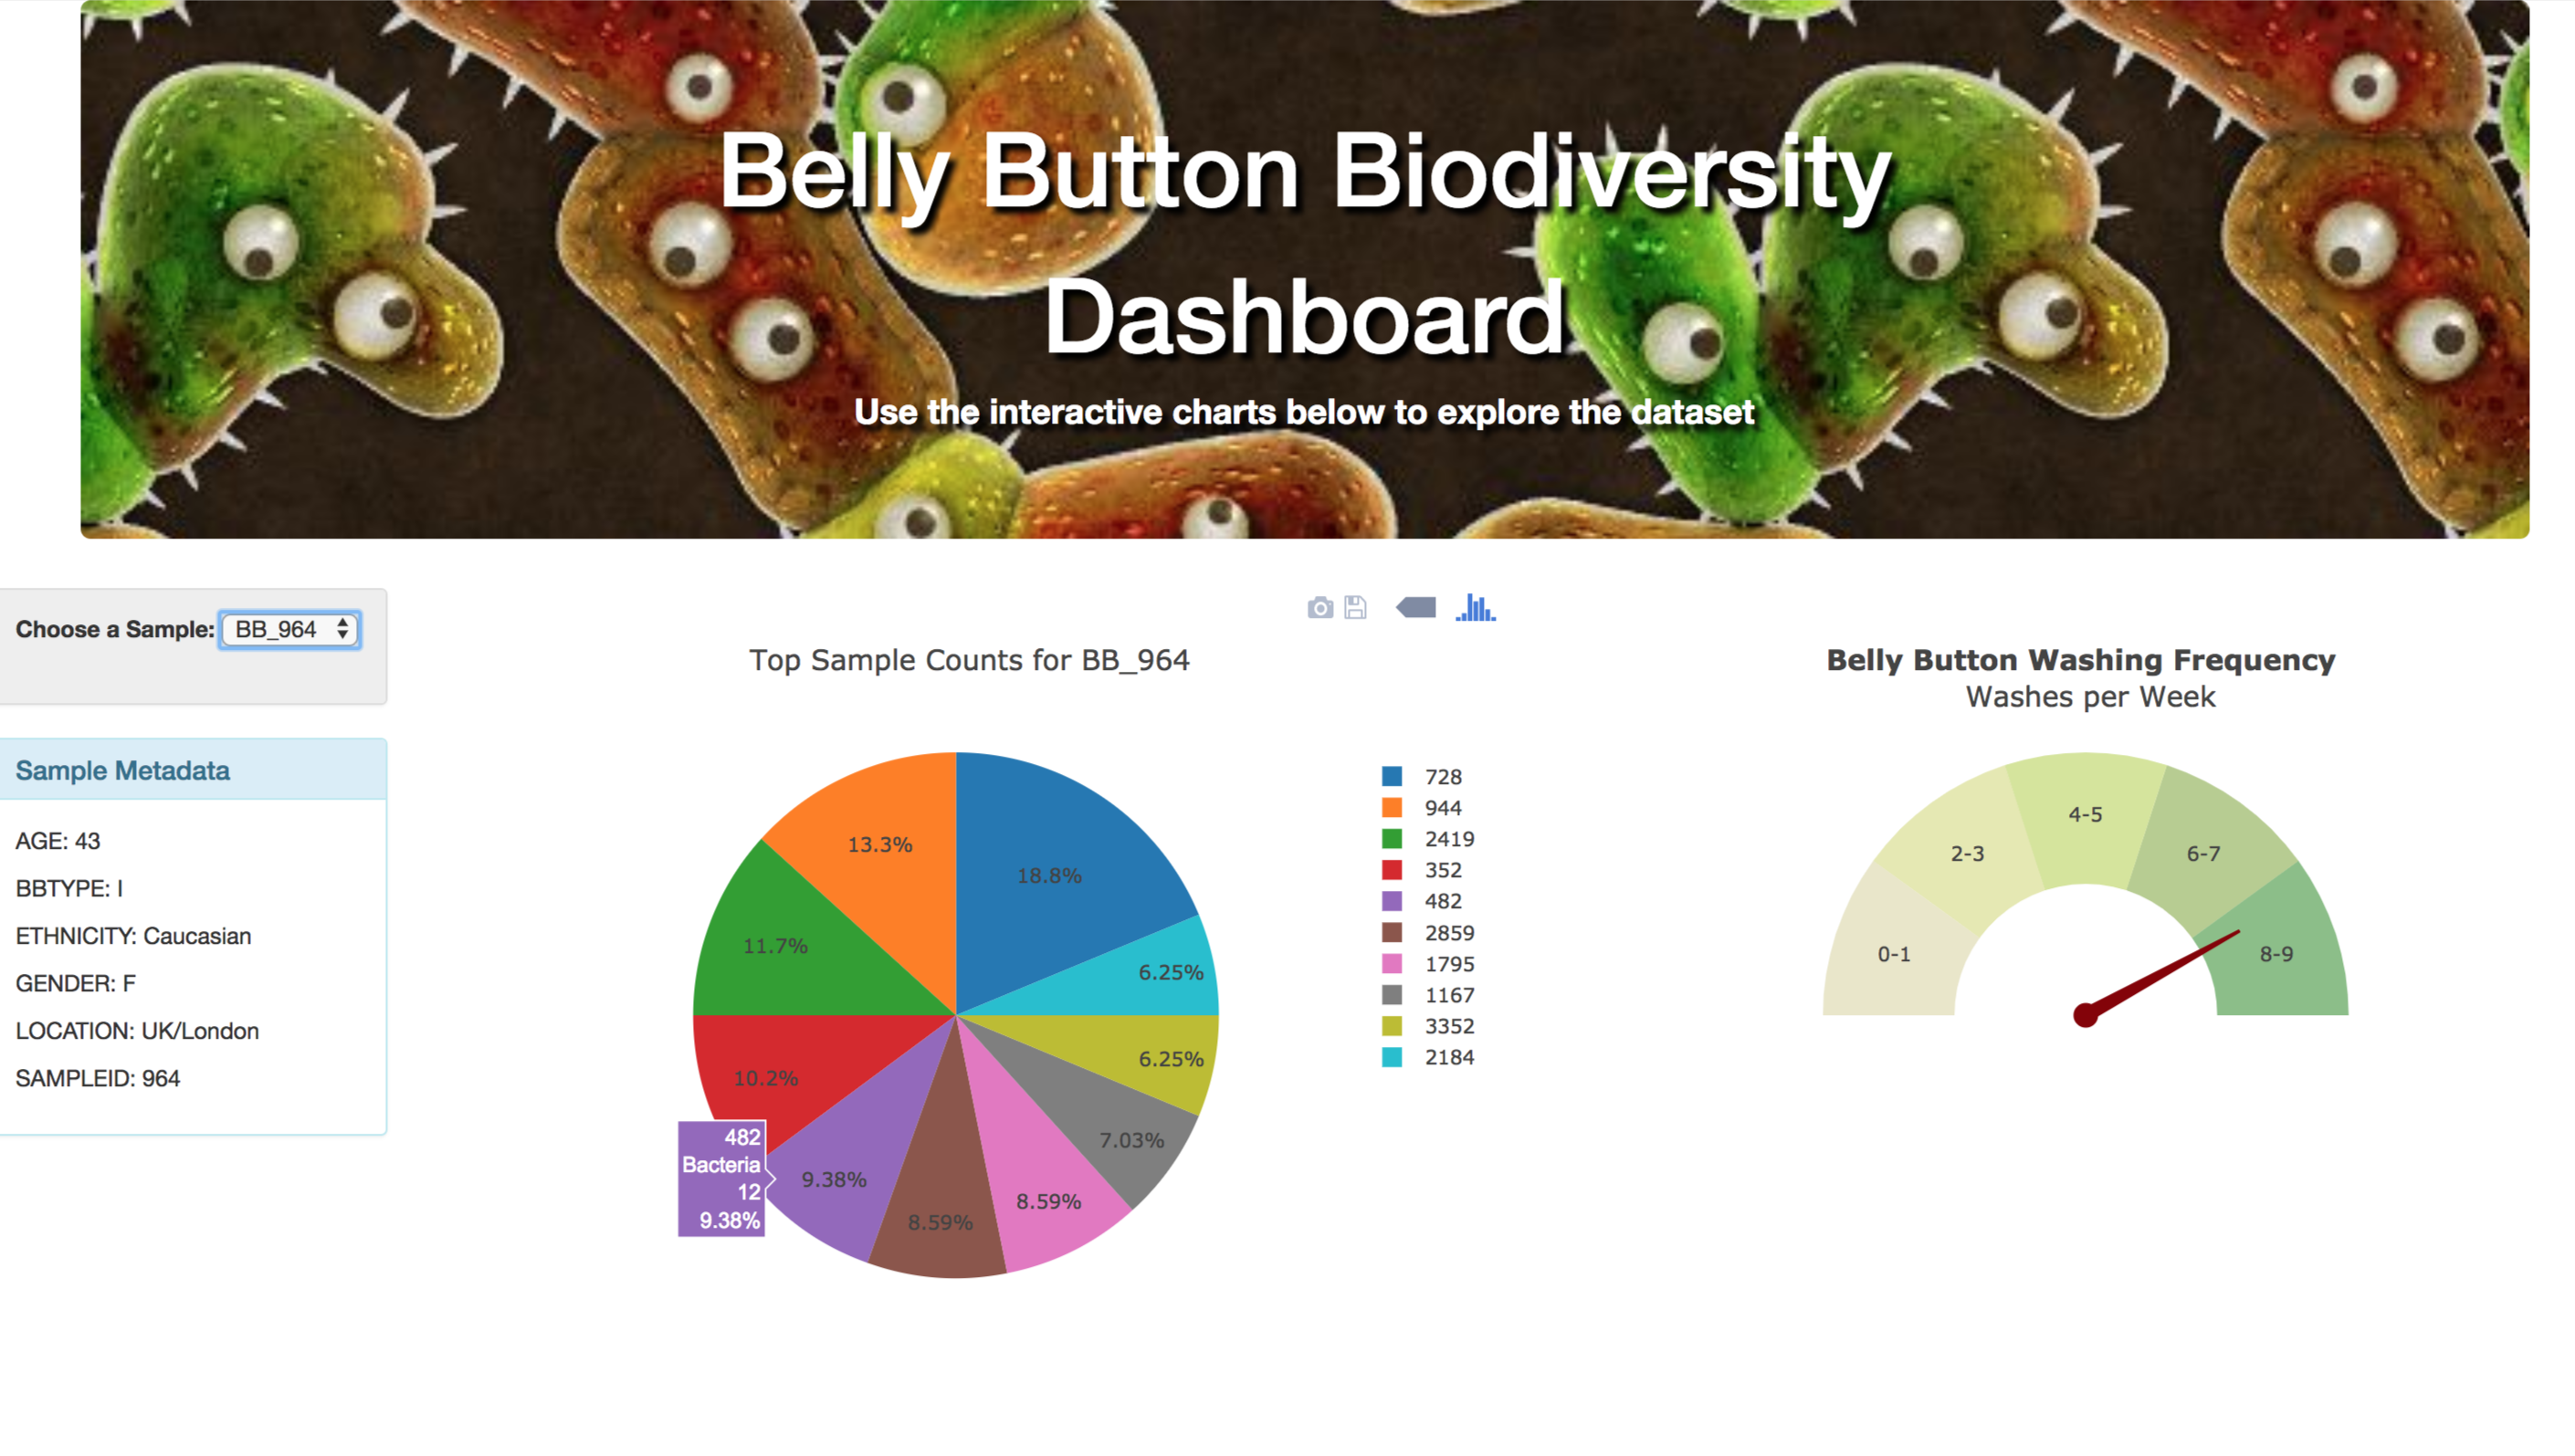 Belly Button Biodiversity
Dashboard
Use the interactive charts below to explore the dataset
Choose a Sample: BB_964
Sample Metadata
AGE: 43
BBTYPE: I
ETHNICITY: Caucasian
GENDER: F
LOCATION: UK/London
SAMPLEID: 964
Top Sample Counts for BB_964
18.8%
13.3%
11.7%
10.2%
9.38%
8.59%
8.59%
7.03%
6.25%
6.25%
482
Bacteria
12
9.38%
728
944
2419
352
482
2859
1795
1167
3352
2184
Belly Button Washing Frequency
Washes per Week
0-1
2-3
4-5
6-7
8-9